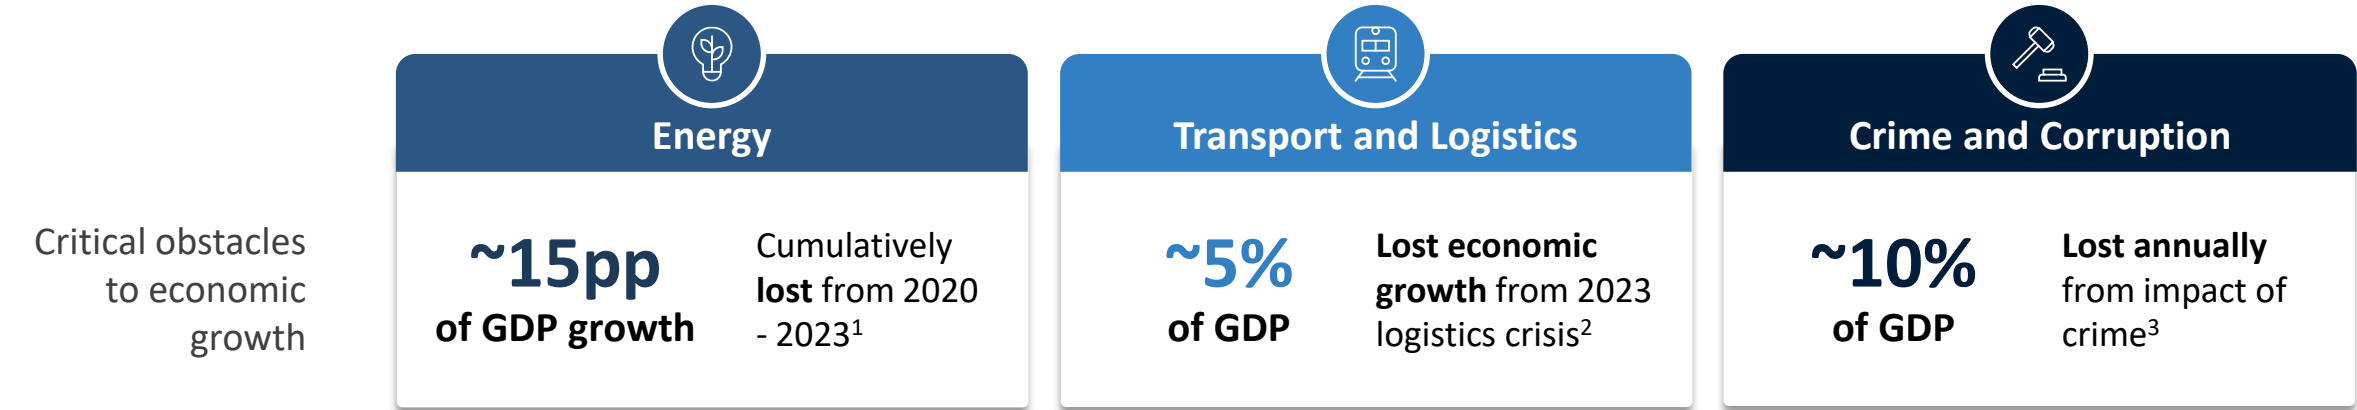 Critical obstacles
to economic
growth
Energy
~15pp
of GDP growth
Cumulatively
lost from 2020
- 2023¹
Transport and Logistics
~5%
of GDP
Lost economic
growth from 2023
logistics crisis²
Crime and Corruption
~10%
of GDP
Lost annually
from impact of
crime³